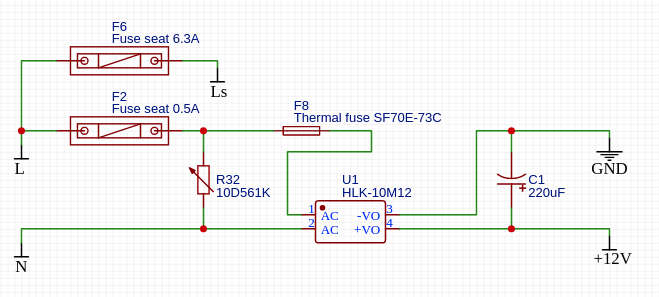 F6
Fuse seat 6.3A
Ls
F2
Fuse seat 0.5A
F8
Thermal fuse SF70E-73C
L
GND
R32
10D561K
U1
HLK-10M12
C1
220uF
1 AC -VO 3
2 AC +VO 4
+
N
+12V